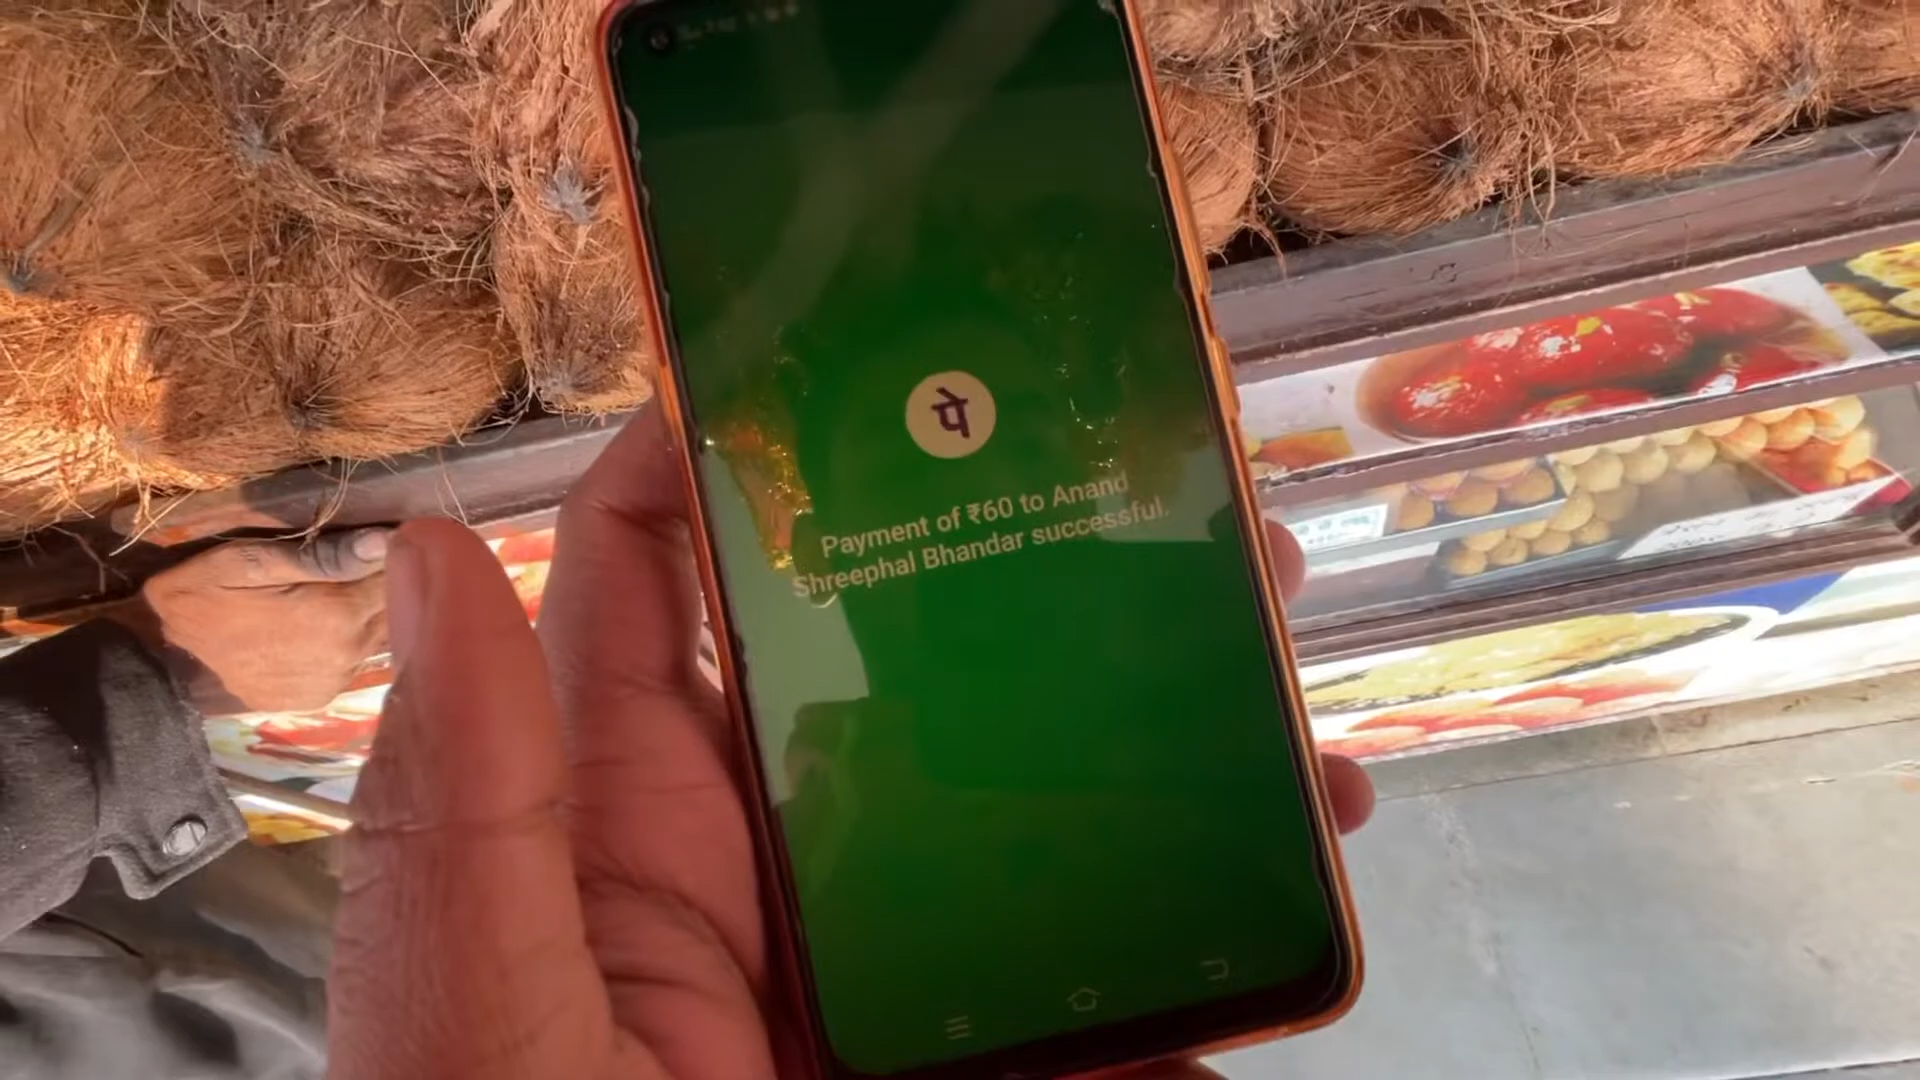 पे
Payment of ₹60 to Anand
Shreephal Bhandar successful.